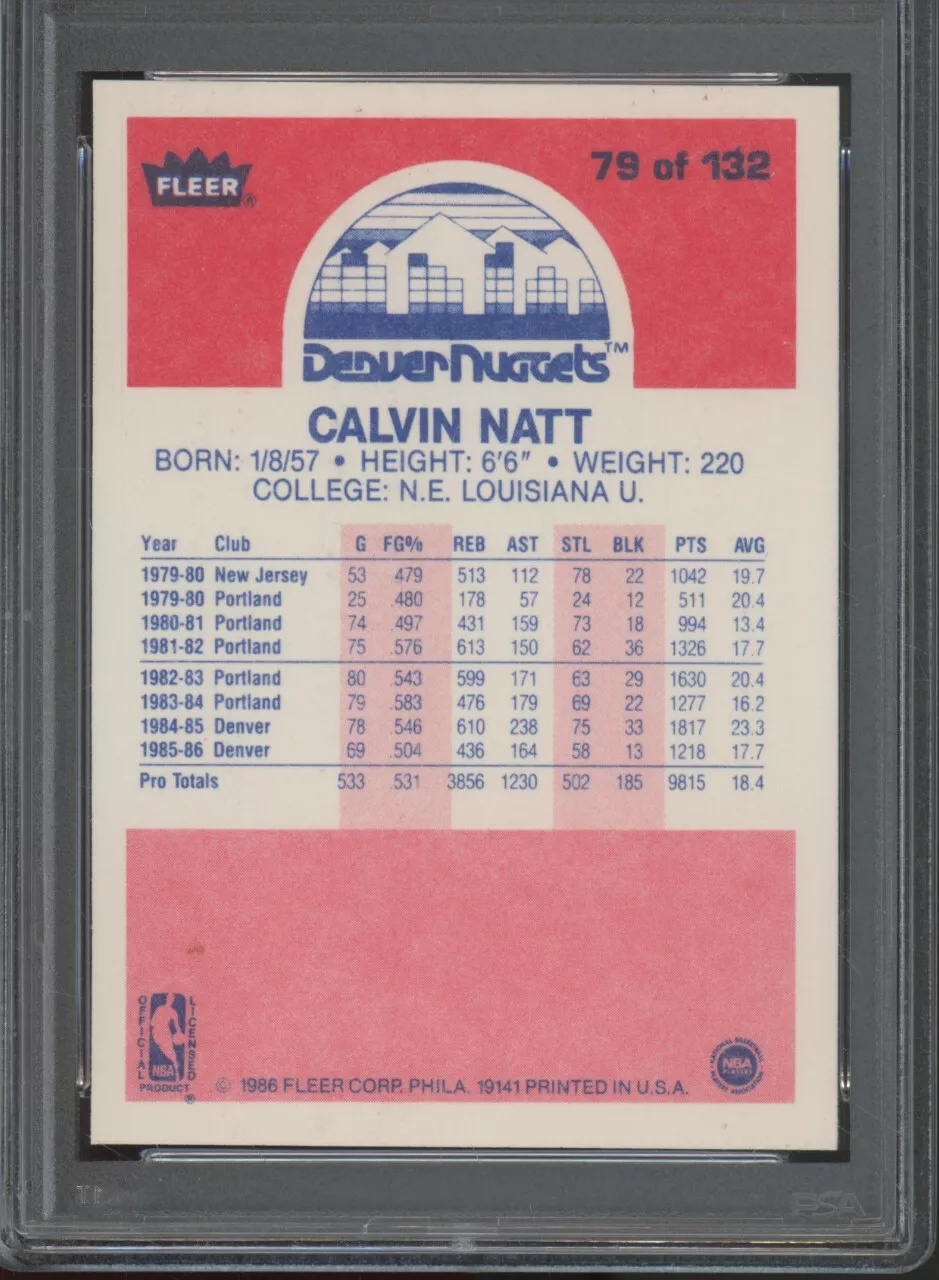 FLEER ®
79 of 132
Denver Nuggets™
CALVIN NATT
BORN: 1/8/57 • HEIGHT: 6'6" • WEIGHT: 220
COLLEGE: N.E. LOUISIANA U.
Year Club G FG% REB AST STL BLK PTS AVG
1979-80 New Jersey 53 .479 513 112 78 22 1042 19.7
1979-80 Portland 25 .480 178 57 24 12 511 20.4
1980-81 Portland 74 .497 431 159 73 18 994 13.4
1981-82 Portland 75 .576 613 150 62 36 1326 17.7
1982-83 Portland 80 .543 599 171 63 29 1630 20.4
1983-84 Portland 79 .583 476 179 69 22 1277 16.2
1984-85 Denver 78 .546 610 238 75 33 1817 23.3
1985-86 Denver 69 .504 436 164 58 13 1218 17.7
Pro Totals 533 .531 3856 1230 502 185 9815 18.4
OFFICIAL LICENSED
NBA
PRODUCT ®
© 1986 FLEER CORP. PHILA. 19141 PRINTED IN U.S.A.
NATIONAL BASKETBALL
NBA
PLAYERS
ASSOCIATION
PSA